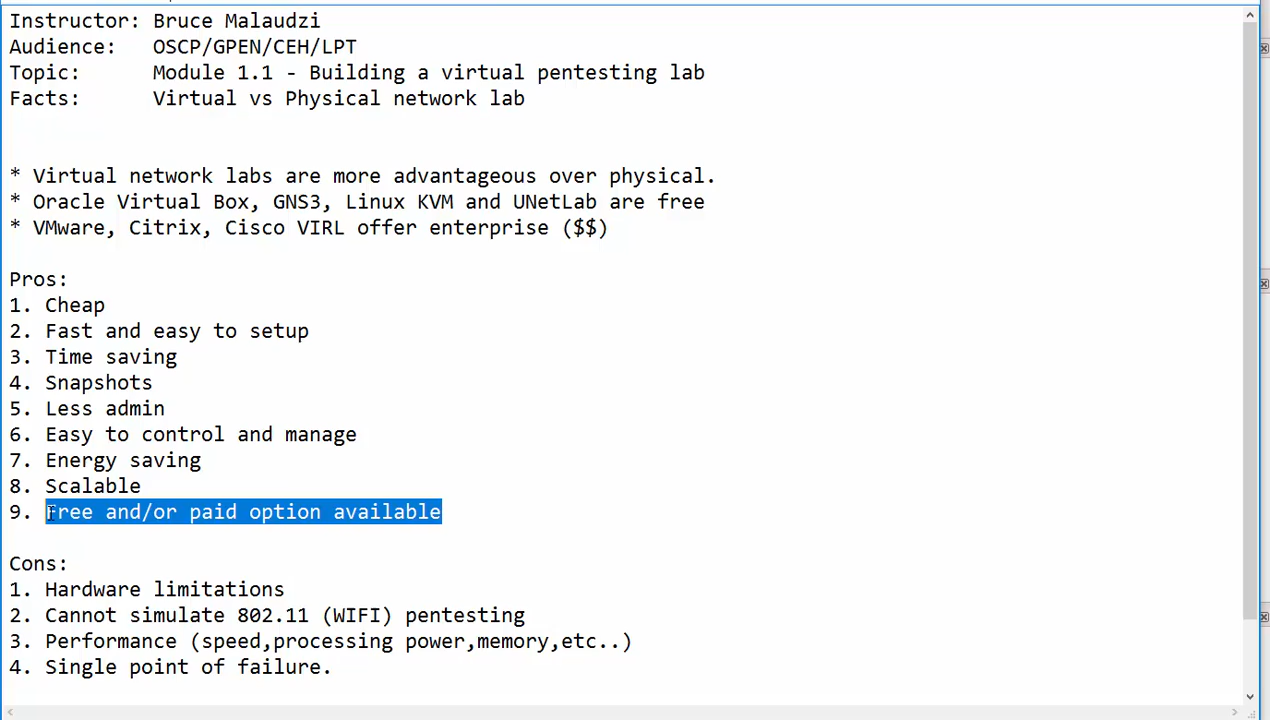 Instructor: Bruce Malaudzi
Audience: OSCP/GPEN/CEH/LPT
Topic: Module 1.1 - Building a virtual pentesting lab
Facts: Virtual vs Physical network lab
* Virtual network labs are more advantageous over physical.
* Oracle Virtual Box, GNS3, Linux KVM and UNetLab are free
* VMware, Citrix, Cisco VIRL offer enterprise ($$)
Pros:
1. Cheap
2. Fast and easy to setup
3. Time saving
4. Snapshots
5. Less admin
6. Easy to control and manage
7. Energy saving
8. Scalable
9. Free and/or paid option available
Cons:
1. Hardware limitations
2. Cannot simulate 802.11 (WIFI) pentesting
3. Performance (speed,processing power,memory,etc..)
4. Single point of failure.